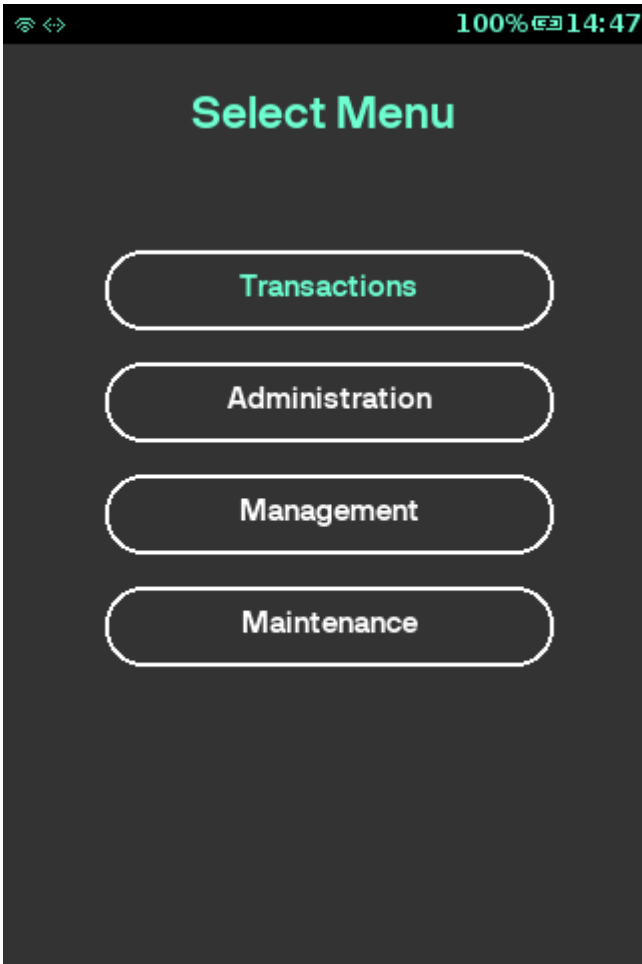 100% 14:47
Select Menu
Transactions
Administration
Management
Maintenance